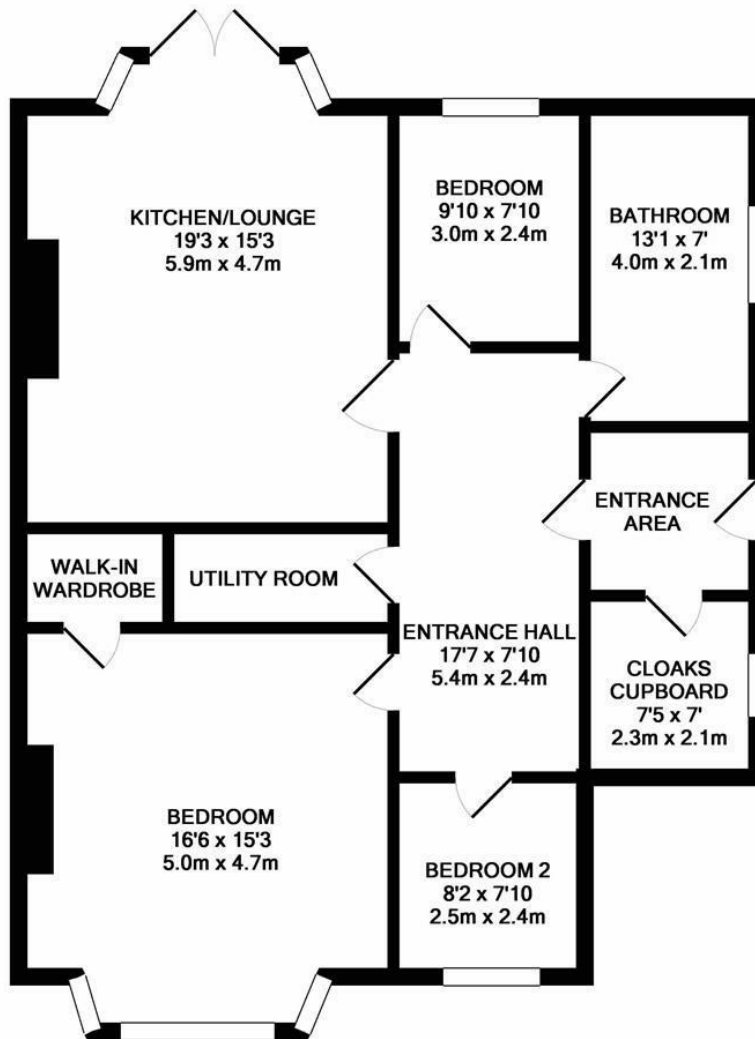 KITCHEN/LOUNGE
19'3 x 15'3
5.9m x 4.7m
BEDROOM
9'10 x 7'10
3.0m x 2.4m
BATHROOM
13'1 x 7'
4.0m x 2.1m
ENTRANCE
AREA
WALK-IN
WARDROBE
UTILITY ROOM
ENTRANCE HALL
17'7 x 7'10
5.4m x 2.4m
CLOAKS
CUPBOARD
7'5 x 7'
2.3m x 2.1m
BEDROOM
16'6 x 15'3
5.0m x 4.7m
BEDROOM 2
8'2 x 7'10
2.5m x 2.4m